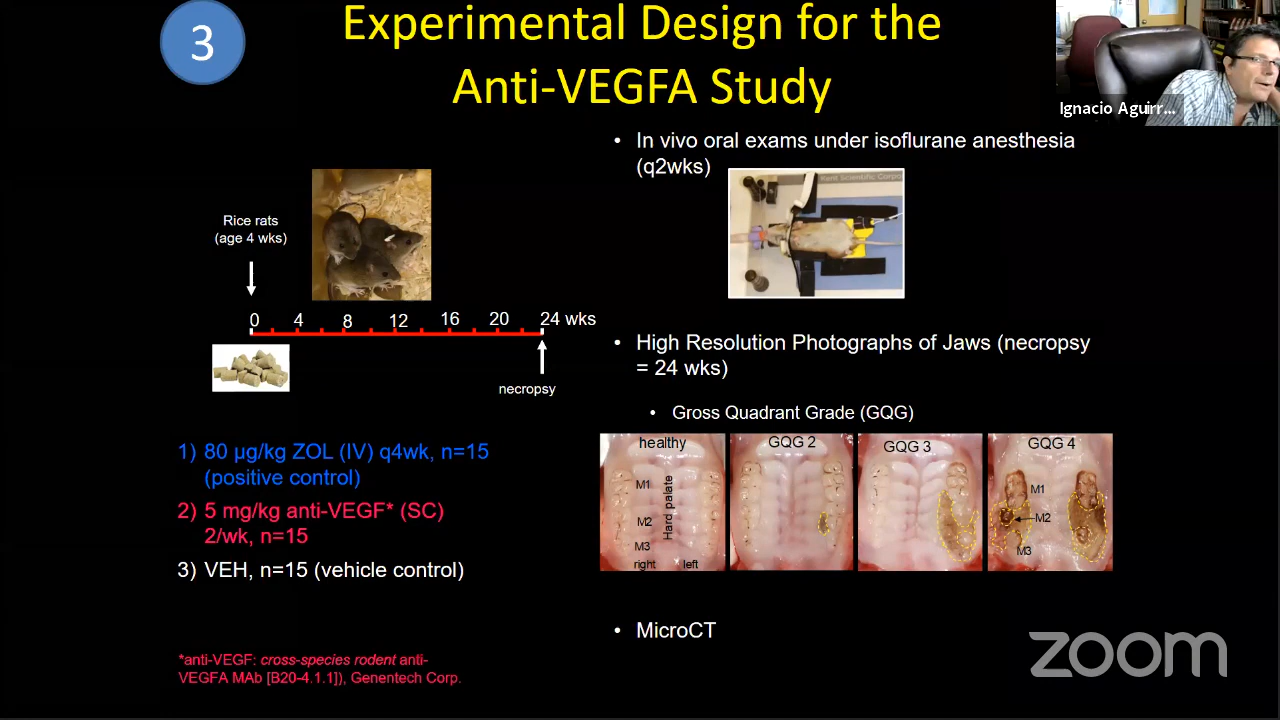 3
Experimental Design for the
Anti-VEGFA Study
Ignacio Aguirr...
• In vivo oral exams under isoflurane anesthesia
(q2wks)
Kent Scientific Corpo
Rice rats
(age 4 wks)
0 4 8 12 16 20 24 wks
necropsy
• High Resolution Photographs of Jaws (necropsy
= 24 wks)
• Gross Quadrant Grade (GQG)
healthy
M1
M2
M3
Hard palate
right
left
GQG 2
GQG 3
GQG 4
M1
M2
M3
1) 80 µg/kg ZOL (IV) q4wk, n=15
(positive control)
2) 5 mg/kg anti-VEGF* (SC)
2/wk, n=15
3) VEH, n=15 (vehicle control)
• MicroCT
*anti-VEGF: cross-species rodent anti-
VEGFA MAb [B20-4.1.1]), Genentech Corp.
zoom